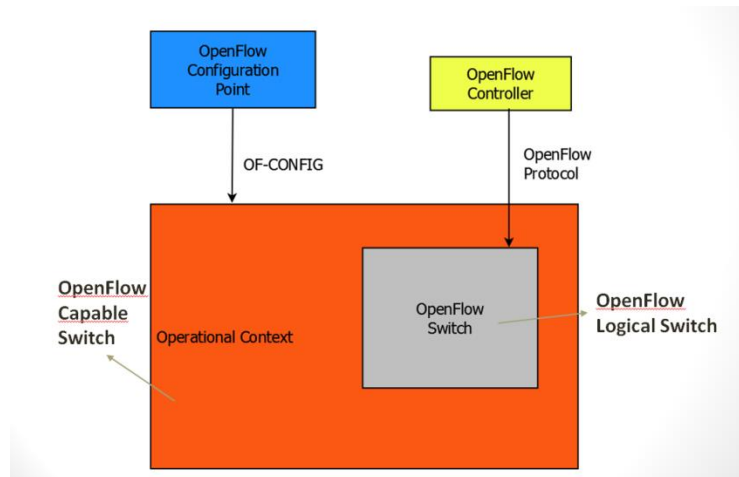 OpenFlow
Configuration
Point
OpenFlow
Controller
OF-CONFIG
OpenFlow
Protocol
OpenFlow
Capable
Switch
Operational Context
OpenFlow
Switch
OpenFlow
Logical Switch